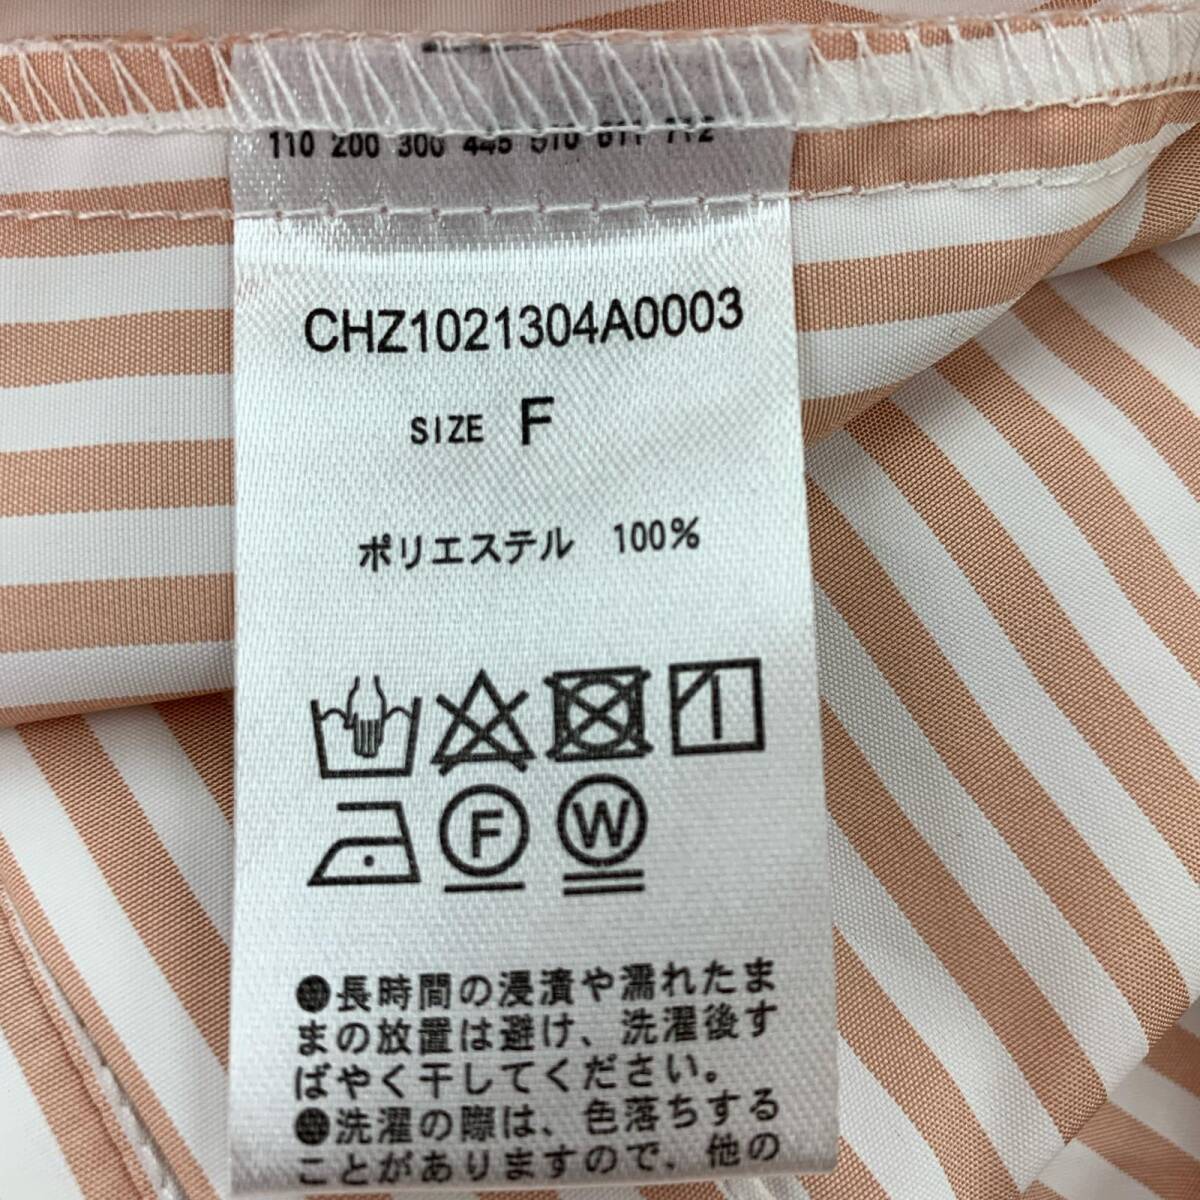 110 200 300 445 510 611 712
CHZ1021304A0003
SIZE F
ポリエステル 100%
F W
●長時間の浸漬や濡れたま
まの放置は避け、洗濯後す
ばやく干してください。
●洗濯の際は、色落ちする
ことがありますので、他の